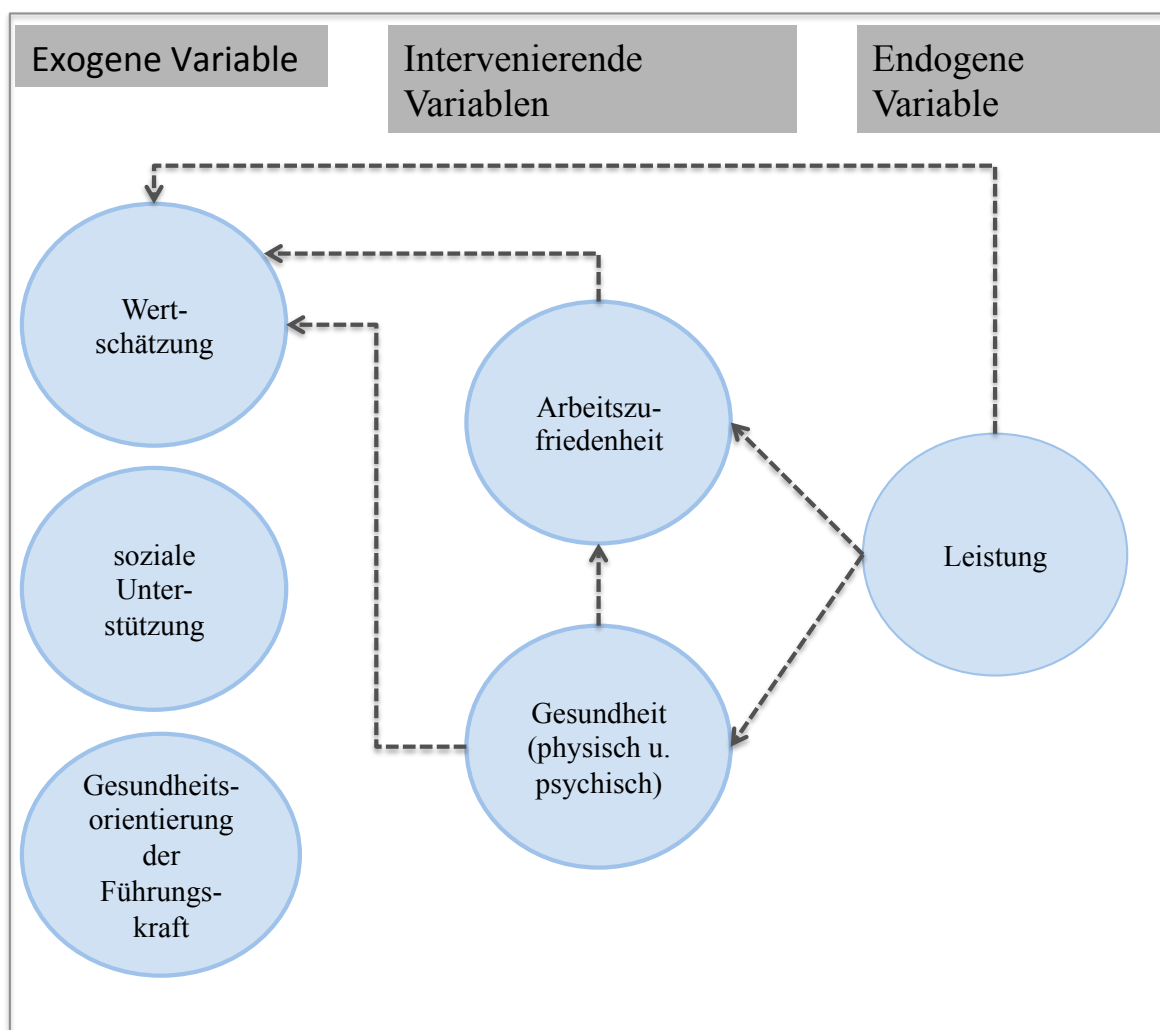 Exogene Variable
Intervenierende
Variablen
Endogene
Variable
Wert-
schätzung
Arbeitszu-
friedenheit
Leistung
soziale
Unter-
stützung
Gesundheit
(physisch u.
psychisch)
Gesundheits-
orientierung
der
Führungs-
kraft